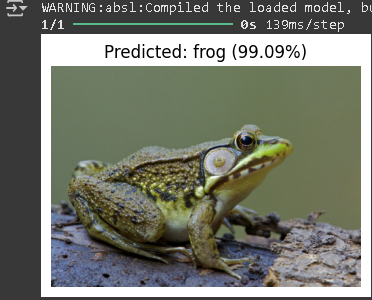 WARNING:absl:Compiled the loaded model, bu
1/1 0s 139ms/step
Predicted: frog (99.09%)